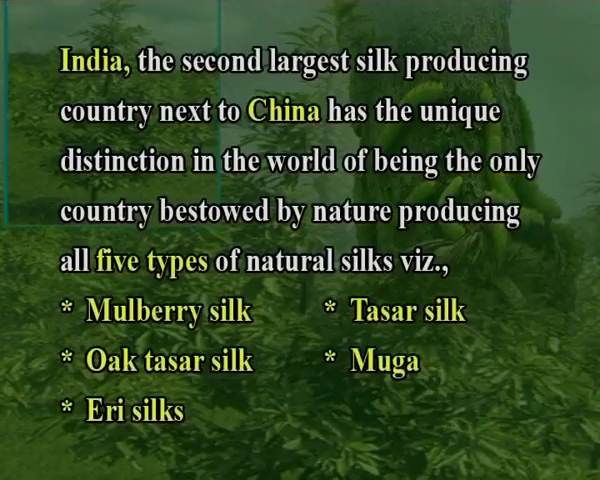 India, the second largest silk producing
country next to China has the unique
distinction in the world of being the only
country bestowed by nature producing
all five types of natural silks viz.,
* Mulberry silk * Tasar silk
* Oak tasar silk * Muga
* Eri silks